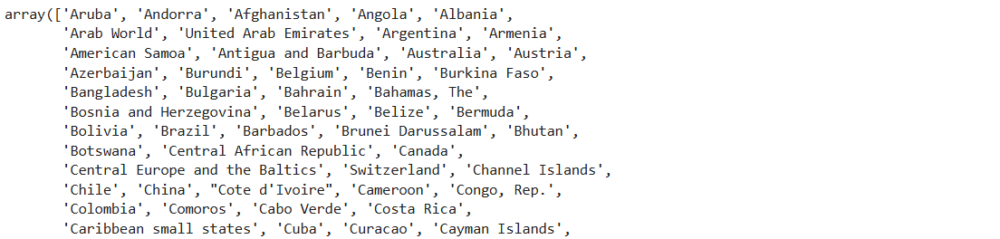 array(['Aruba', 'Andorra', 'Afghanistan', 'Angola', 'Albania',
'Arab World', 'United Arab Emirates', 'Argentina', 'Armenia',
'American Samoa', 'Antigua and Barbuda', 'Australia', 'Austria',
'Azerbaijan', 'Burundi', 'Belgium', 'Benin', 'Burkina Faso',
'Bangladesh', 'Bulgaria', 'Bahrain', 'Bahamas, The',
'Bosnia and Herzegovina', 'Belarus', 'Belize', 'Bermuda',
'Bolivia', 'Brazil', 'Barbados', 'Brunei Darussalam', 'Bhutan',
'Botswana', 'Central African Republic', 'Canada',
'Central Europe and the Baltics', 'Switzerland', 'Channel Islands',
'Chile', 'China', "Cote d'Ivoire", 'Cameroon', 'Congo, Rep.',
'Colombia', 'Comoros', 'Cabo Verde', 'Costa Rica',
'Caribbean small states', 'Cuba', 'Curacao', 'Cayman Islands',